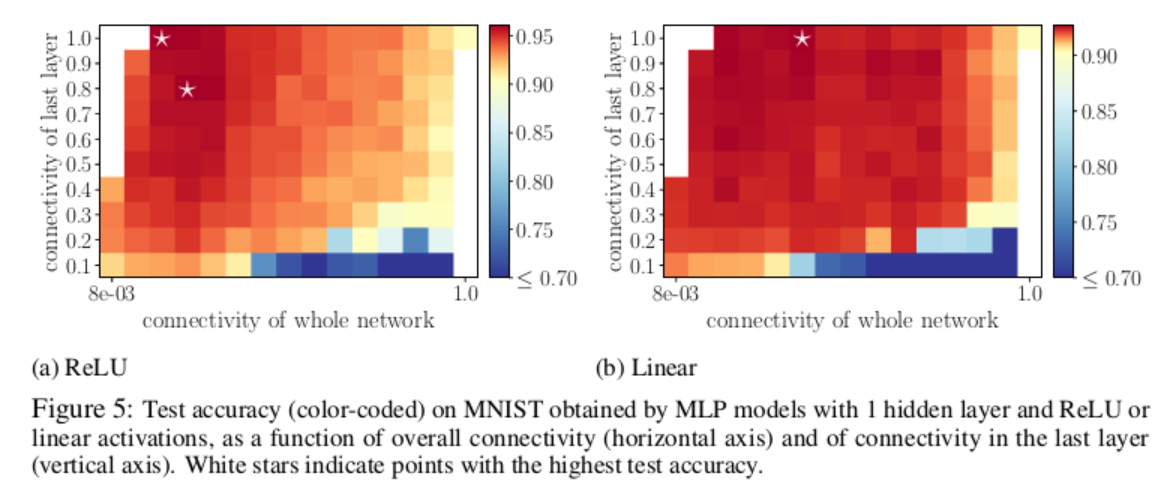 connectivity of last layer
1.0
0.9
0.8
0.7
0.6
0.5
0.4
0.3
0.2
0.1
8e-03 1.0
connectivity of whole network
0.95
0.90
0.85
0.80
0.75
≤ 0.70
connectivity of last layer
1.0
0.9
0.8
0.7
0.6
0.5
0.4
0.3
0.2
0.1
8e-03 1.0
connectivity of whole network
0.90
0.85
0.80
0.75
≤ 0.70
(a) ReLU
(b) Linear
Figure 5: Test accuracy (color-coded) on MNIST obtained by MLP models with 1 hidden layer and ReLU or
linear activations, as a function of overall connectivity (horizontal axis) and of connectivity in the last layer
(vertical axis). White stars indicate points with the highest test accuracy.